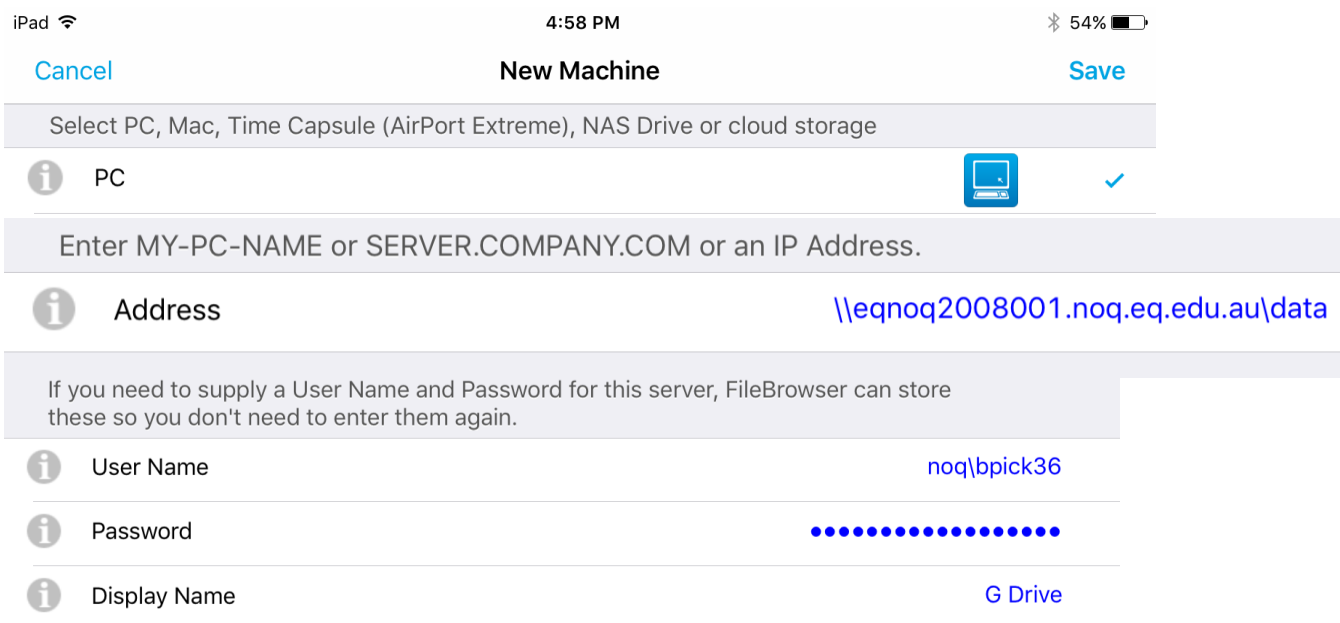 iPad 4:58 PM 54%
Cancel New Machine Save
Select PC, Mac, Time Capsule (AirPort Extreme), NAS Drive or cloud storage
PC
Enter MY-PC-NAME or SERVER.COMPANY.COM or an IP Address.
Address \\eqnoq2008001.noq.eq.edu.au\data
If you need to supply a User Name and Password for this server, FileBrowser can store
these so you don't need to enter them again.
User Name noq\bpick36
Password ••••••••••••••••••
Display Name G Drive